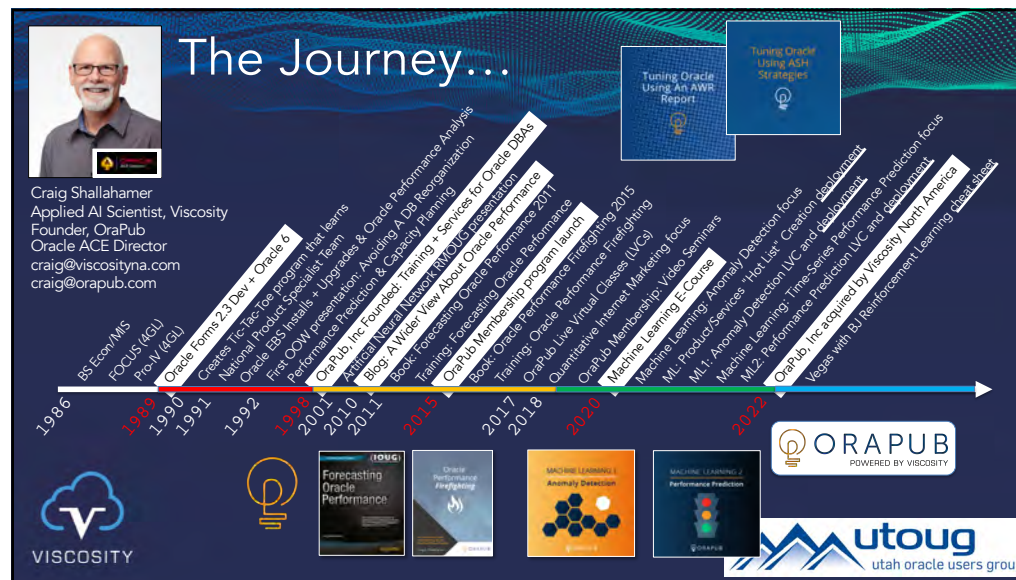 The Journey...
Craig Shallahamer
Applied AI Scientist, Viscosity
Founder, OraPub
Oracle ACE Director
craig@viscosityna.com
craig@orapub.com
Tuning Oracle
Using An AWR
Report
Tuning Oracle
Using ASH
Strategies
BS Econ/MIS
FOCUS (4GL)
Pro-IV (4GL)
Oracle Forms 2.3 Dev + Oracle 6
Creates Tic-Tac-Toe program that learns
National Product Specialist Team
Oracle EBS Installs + Upgrades & Oracle Performance Analysis
First OOW presentation: Avoiding A DB Reorganization
Performance Prediction & Capacity Planning
OraPub, Inc Founded: Training + Services for Oracle DBAs
Artifical Neural Network RMOUG presentation
Blog: A Wider View About Oracle Performance
Book: Forecasting Oracle Performance 2011
Training: Forecasting Oracle Performance
OraPub Membership program launch
Book: Oracle Performance Firefighting 2015
Training: Oracle Performance Firefighting
OraPub Live Virtual Classes (LVCs)
Quantitative Internet Marketing focus
OraPub Membership: Video Seminars
Machine Learning E-Course
Machine Learning: Anomaly Detection focus
ML: Product/Services "Hot List" Creation deployment
ML1: Anomaly Detection LVC and deployment
Machine Learning: Time-Series Performance Prediction focus
ML2: Performance Prediction LVC and deployment
OraPub, Inc acquired by Viscosity North America
Vegas with BJ Reinforcement Learning cheat sheet
1986
1989
1990
1991
1992
1998
2001
2010
2011
2015
2017
2018
2020
2022
VISCOSITY
IOUG
Forecasting
Oracle
Performance
Oracle
Performance
Firefighting
ORAPUB
MACHINE LEARNING 1
Anomaly Detection
ORAPUB
MACHINE LEARNING 2
Performance Prediction
ORAPUB
ORAPUB
POWERED BY VISCOSITY
utoug
utah oracle users grou